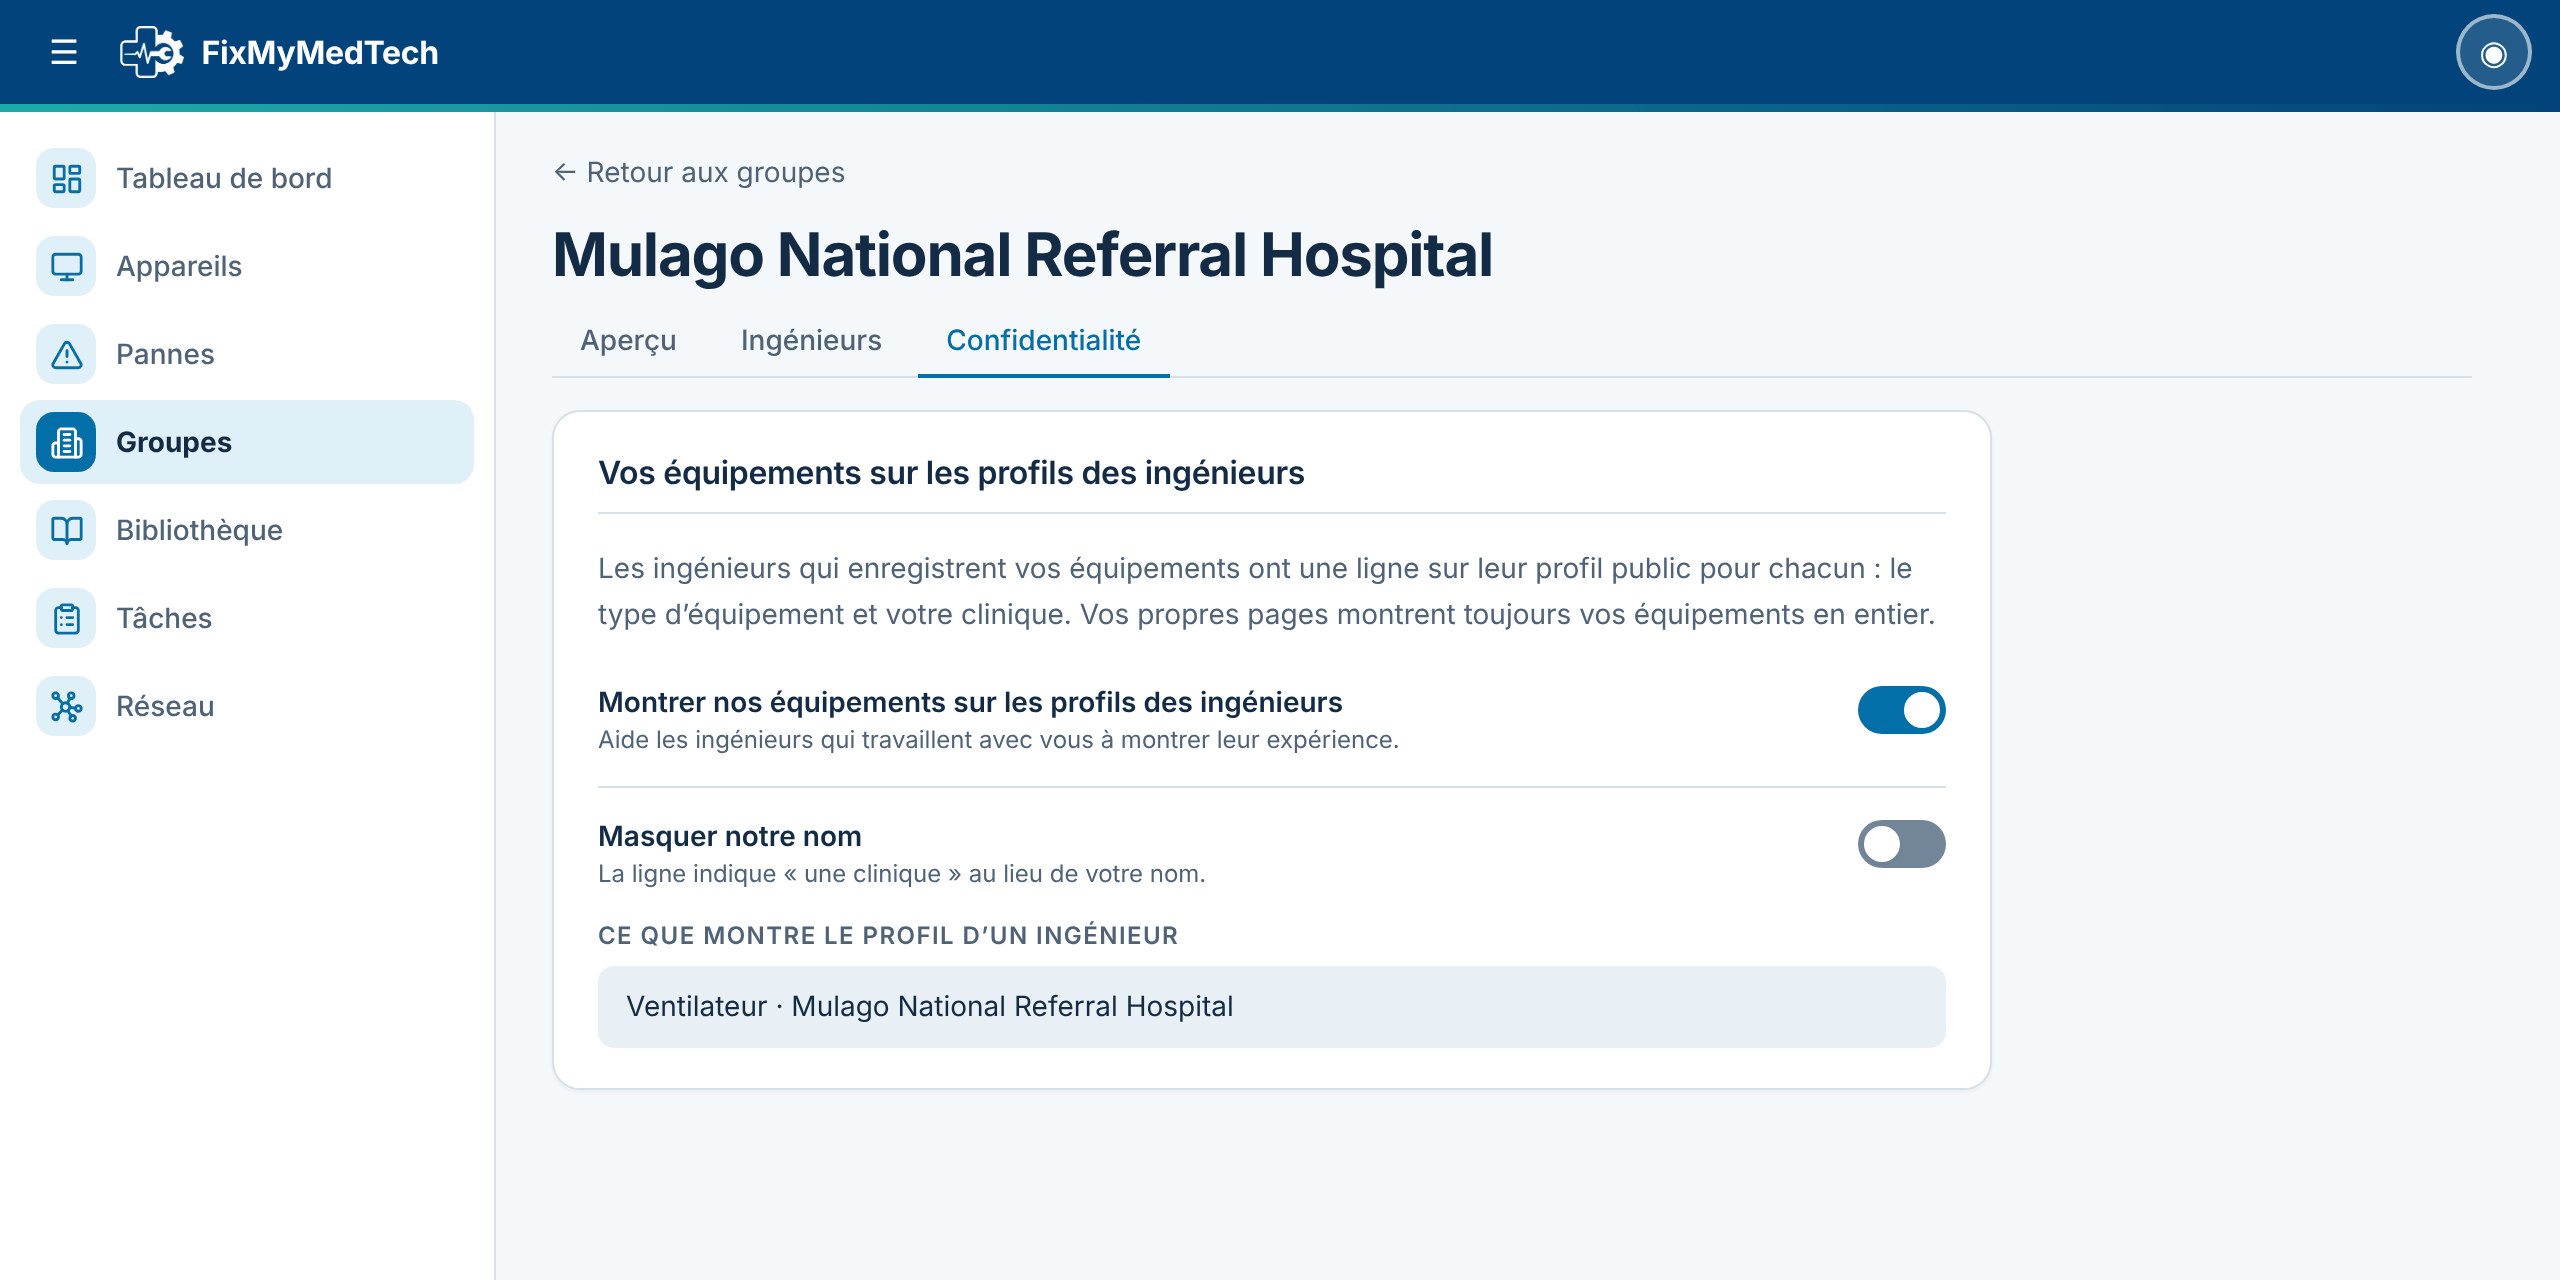 FixMyMedTech
Tableau de bord
Appareils
Pannes
Groupes
Bibliothèque
Tâches
Réseau
← Retour aux groupes
Mulago National Referral Hospital
Aperçu
Ingénieurs
Confidentialité
Vos équipements sur les profils des ingénieurs
Les ingénieurs qui enregistrent vos équipements ont une ligne sur leur profil public pour chacun : le
type d’équipement et votre clinique. Vos propres pages montrent toujours vos équipements en entier.
Montrer nos équipements sur les profils des ingénieurs
Aide les ingénieurs qui travaillent avec vous à montrer leur expérience.
Masquer notre nom
La ligne indique « une clinique » au lieu de votre nom.
CE QUE MONTRE LE PROFIL D’UN INGÉNIEUR
Ventilateur · Mulago National Referral Hospital